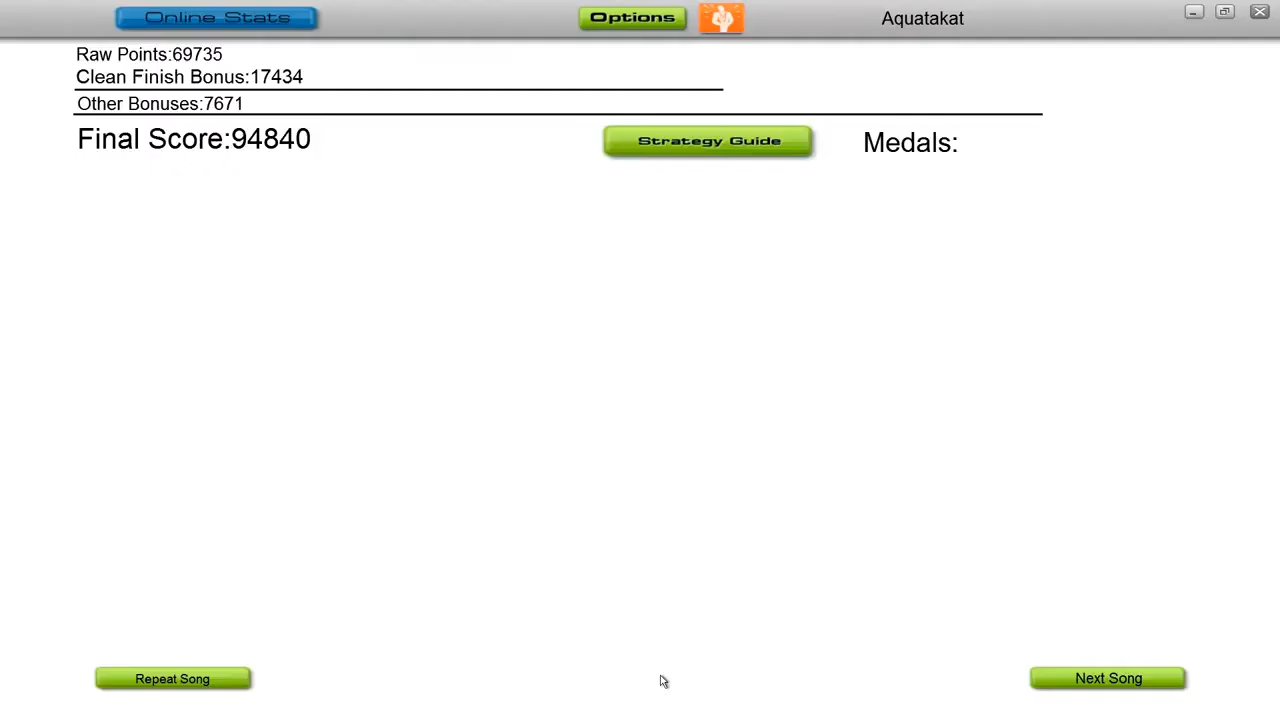 Online Stats
Options
Aquatakat
Raw Points:69735
Clean Finish Bonus:17434
Other Bonuses:7671
Final Score:94840
Strategy Guide
Medals:
Repeat Song
Next Song